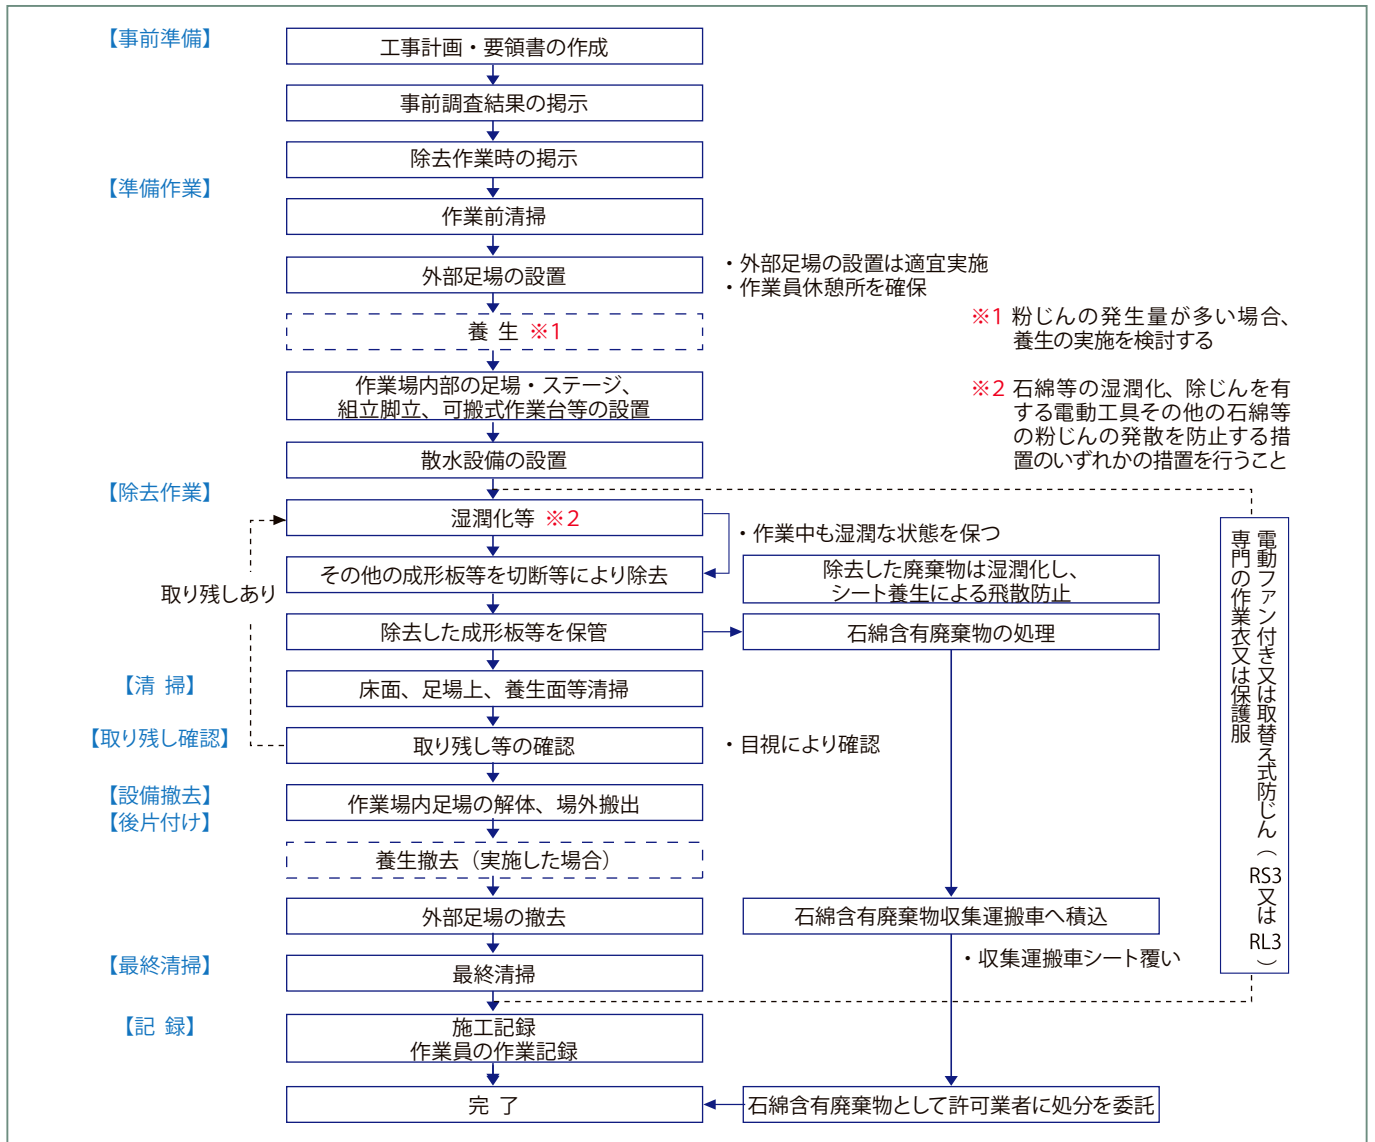 【事前準備】
工事計画・要領書の作成
事前調査結果の掲示
除去作業時の掲示
【準備作業】
作業前清掃
外部足場の設置
・外部足場の設置は適宜実施
・作業員休憩所を確保
養 生 ※1
※1 粉じんの発生量が多い場合、
養生の実施を検討する
作業場内部の足場・ステージ、
組立脚立、可搬式作業台等の設置
※2 石綿等の湿潤化、除じんを有
する電動工具その他の石綿等
の粉じんの発散を防止する措
置のいずれかの措置を行うこと
散水設備の設置
【除去作業】
湿潤化等 ※2
・作業中も湿潤な状態を保つ
その他の成形板等を切断等により除去
除去した廃棄物は湿潤化し、
シート養生による飛散防止
取り残しあり
除去した成形板等を保管
石綿含有廃棄物の処理
電動ファン付き又は取替え式防じん（RS3又はRL3）
専門の作業衣又は保護服
【清 掃】
床面、足場上、養生面等清掃
【取り残し確認】
取り残し等の確認
・目視により確認
【設備撤去】
【後片付け】
作業場内足場の解体、場外搬出
養生撤去（実施した場合）
外部足場の撤去
石綿含有廃棄物収集運搬車へ積込
・収集運搬車シート覆い
【最終清掃】
最終清掃
【記 録】
施工記録
作業員の作業記録
完 了
石綿含有廃棄物として許可業者に処分を委託